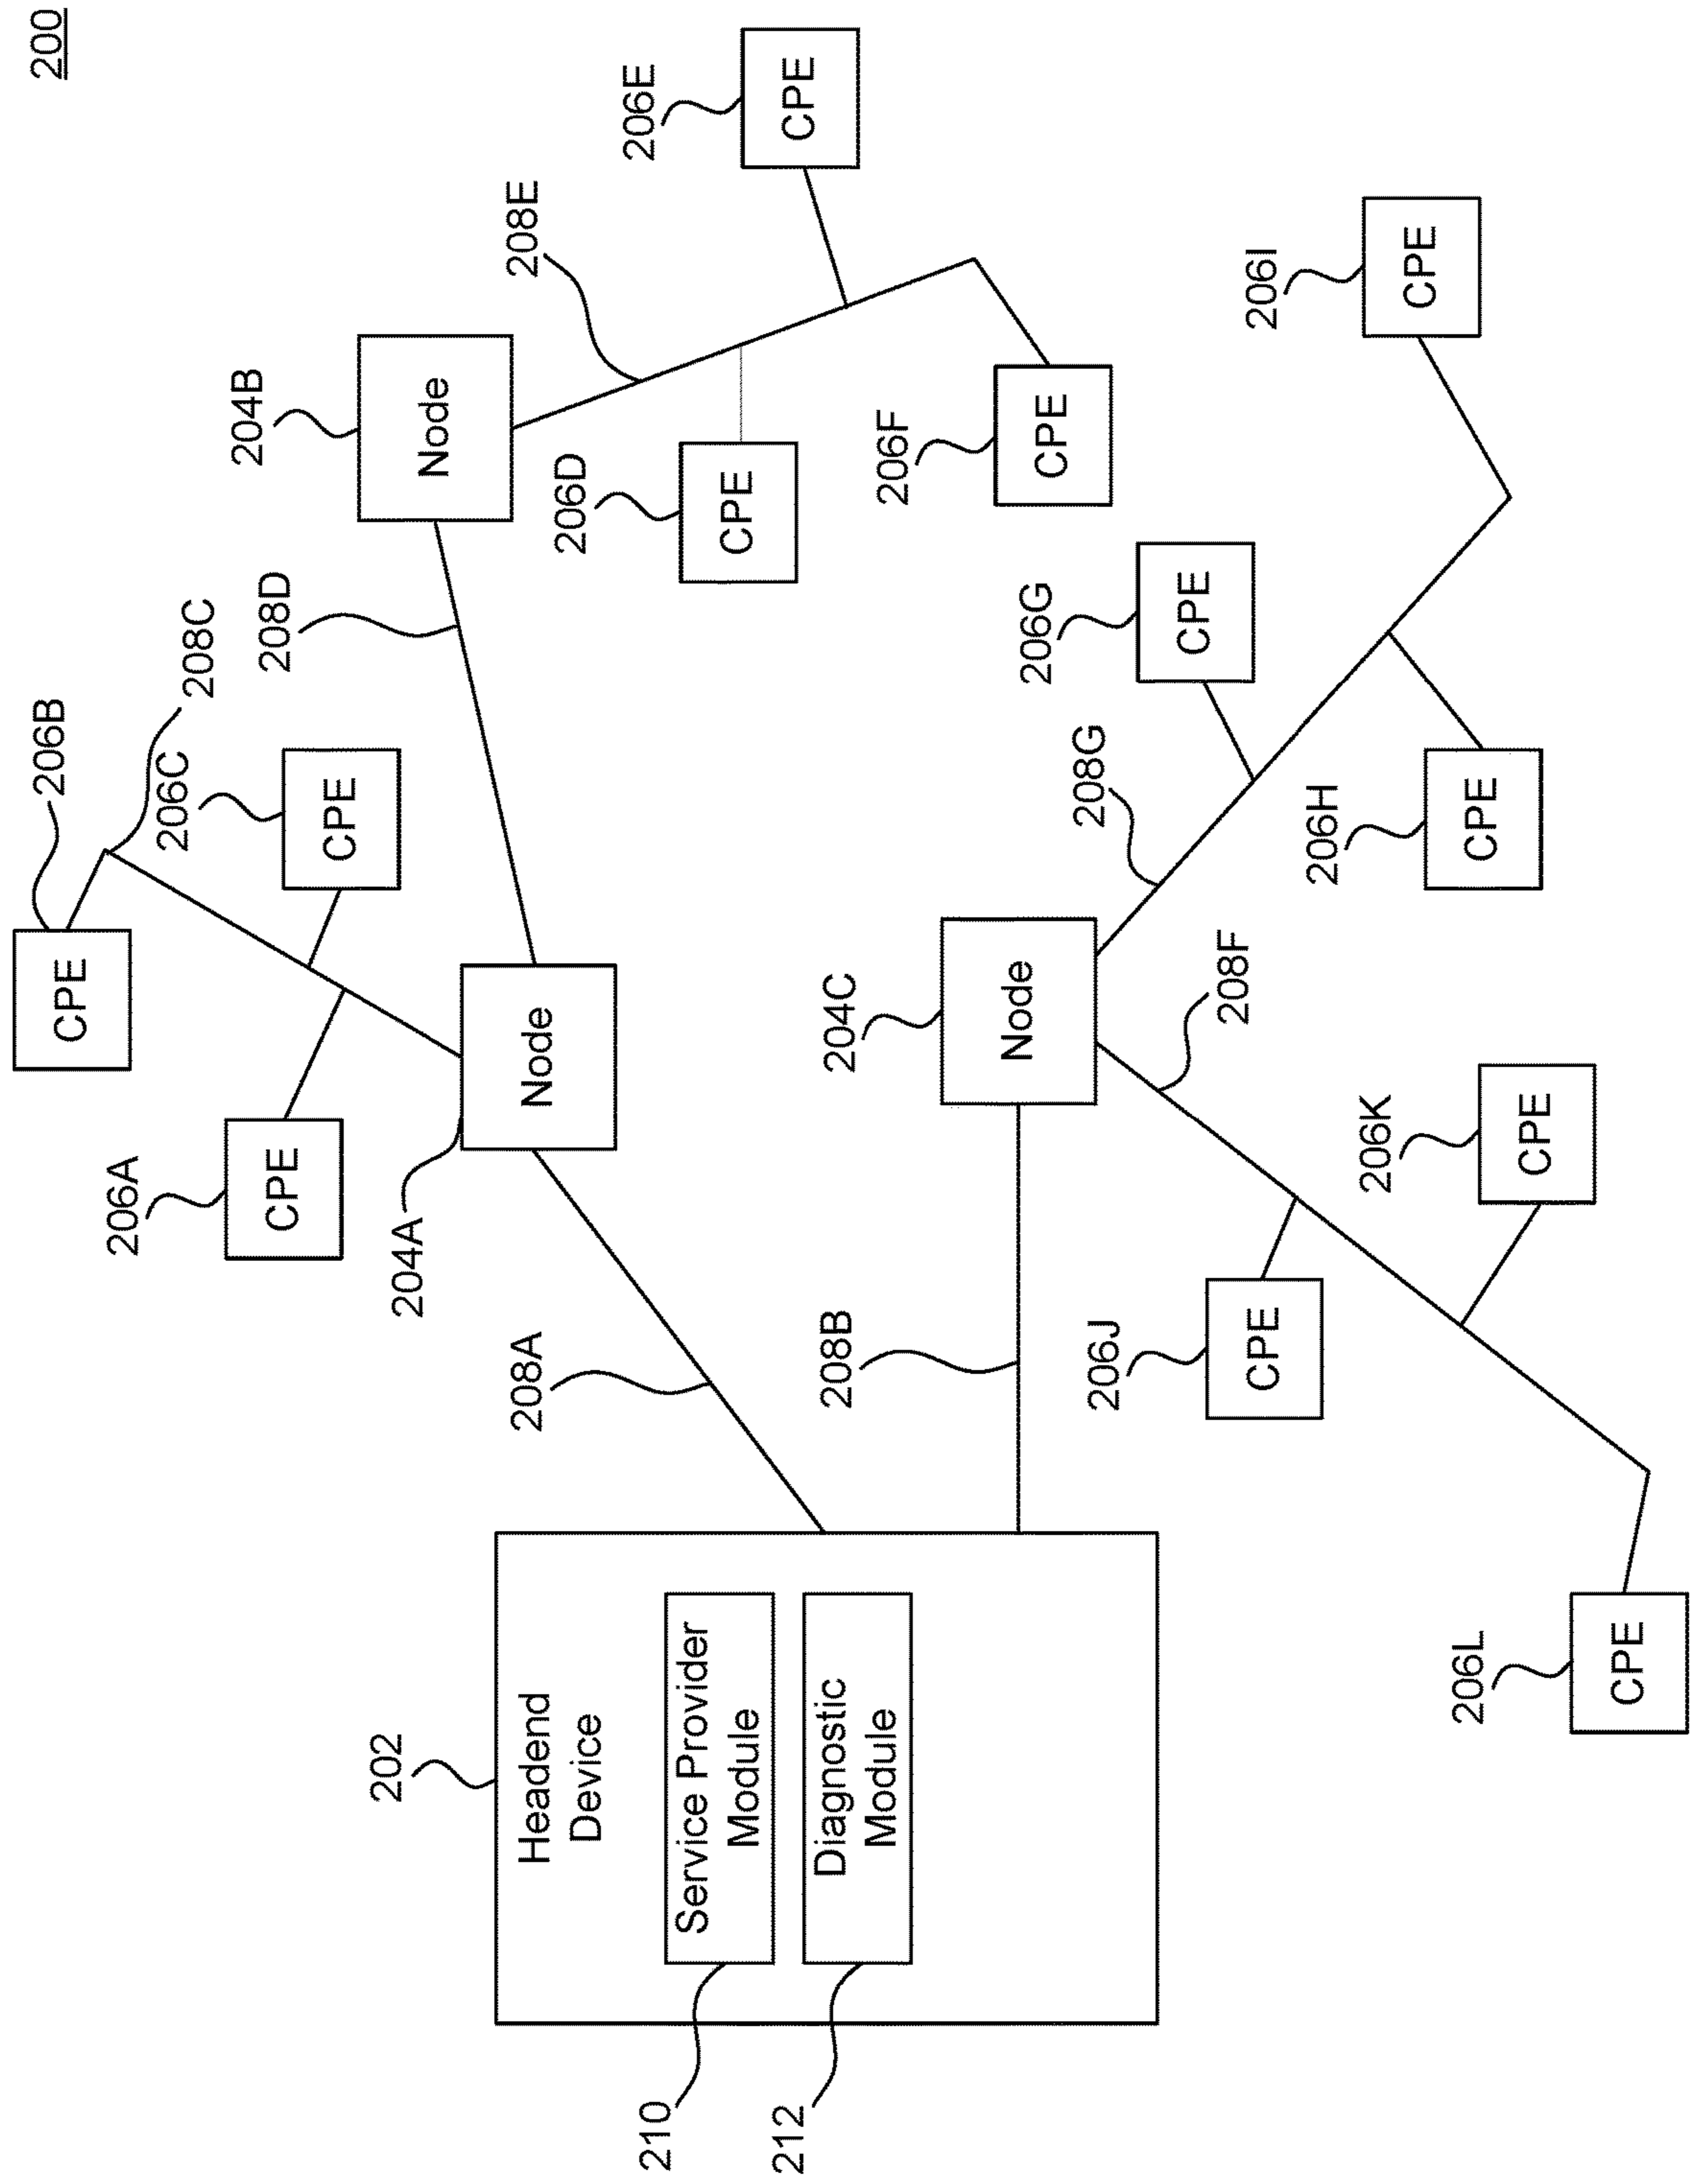 200
206B
208C
206A
CPE
206C
CPE
CPE
208D
204B
Node
208E
206E
CPE
204A
Node
206D
CPE
206F
CPE
208A
202
Headend
Device
210
Service Provider
Module
212
Diagnostic
Module
208B
204C
Node
208G
206G
CPE
206I
CPE
206H
CPE
208F
206J
CPE
206K
CPE
206L
CPE